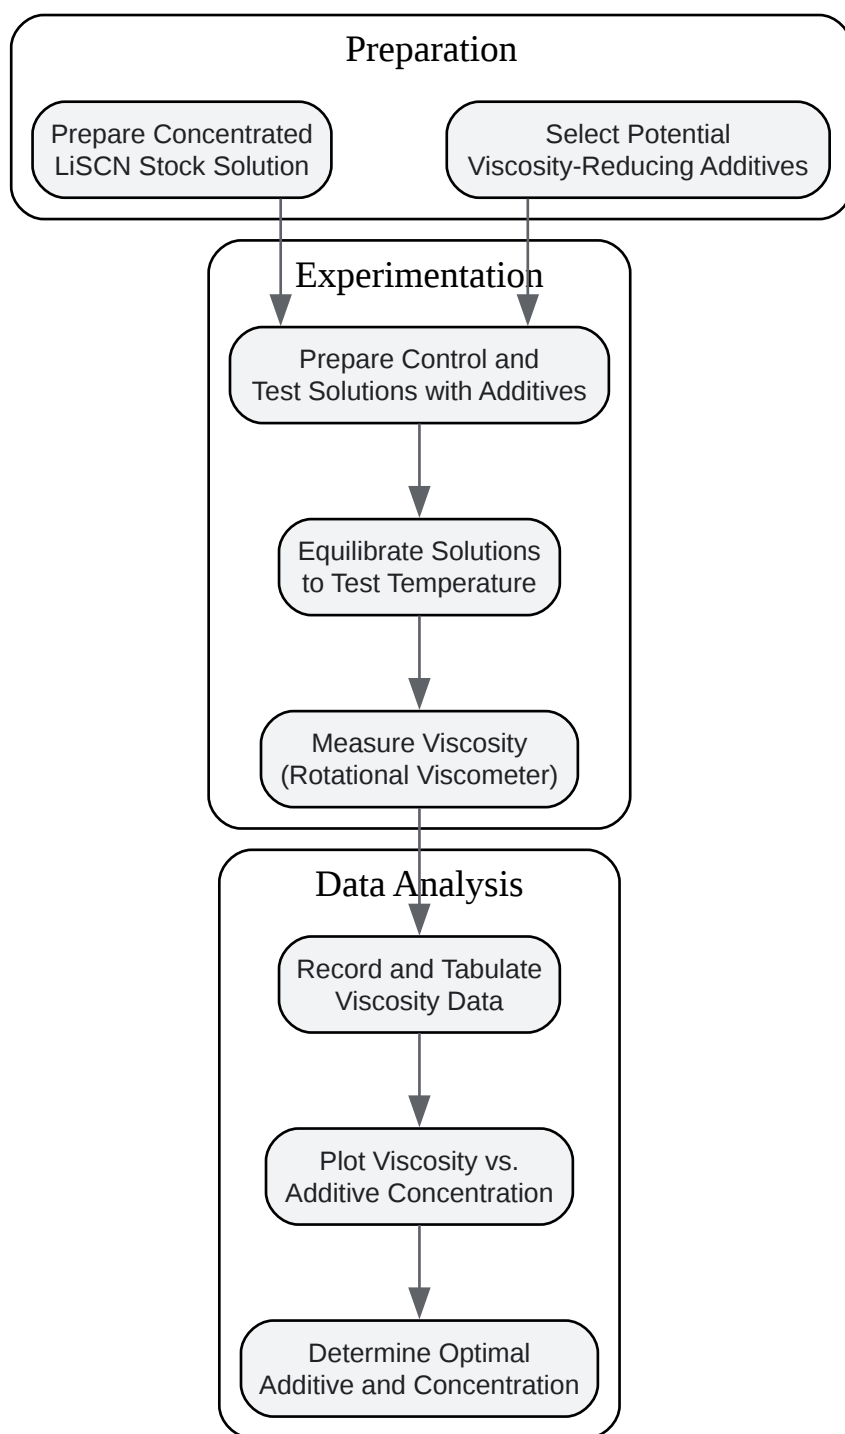 Preparation
Prepare Concentrated
LiSCN Stock Solution
Select Potential
Viscosity-Reducing Additives
Experimentation
Prepare Control and
Test Solutions with Additives
Equilibrate Solutions
to Test Temperature
Measure Viscosity
(Rotational Viscometer)
Data Analysis
Record and Tabulate
Viscosity Data
Plot Viscosity vs.
Additive Concentration
Determine Optimal
Additive and Concentration